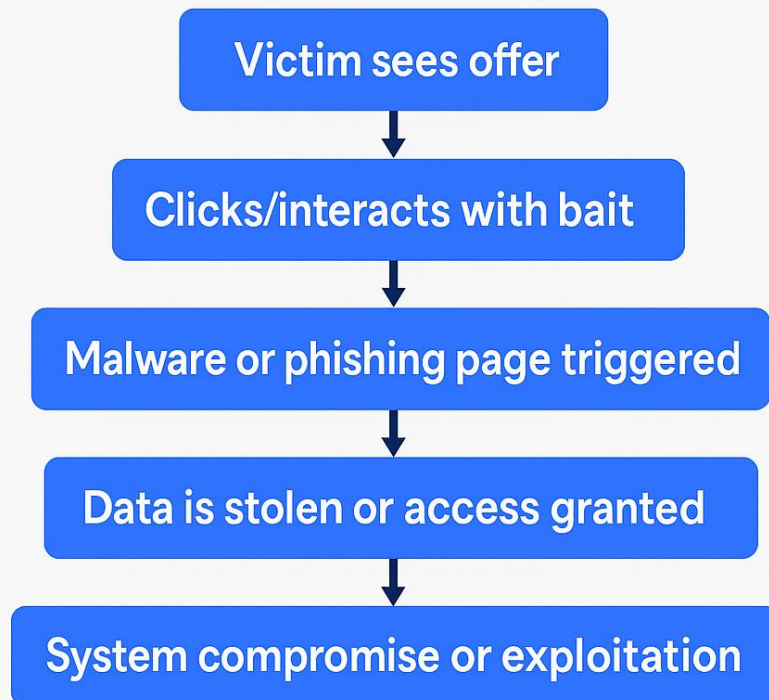 Victim sees offer
Clicks/interacts with bait
Malware or phishing page triggered
Data is stolen or access granted
System compromise or exploitation